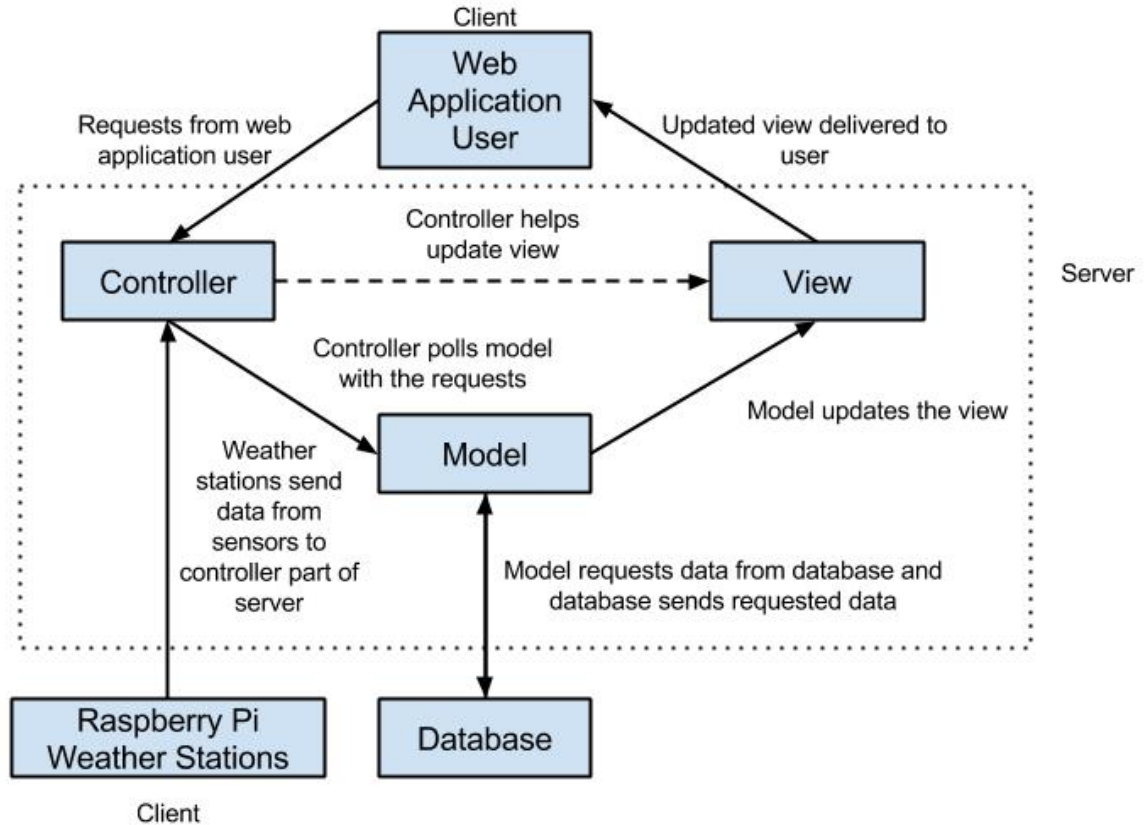 Client
Web
Application
User
Requests from web
application user
Updated view delivered to
user
Controller helps
update view
Controller
View
Server
Controller polls model
with the requests
Model updates the view
Model
Weather
stations send
data from
sensors to
controller part of
server
Model requests data from database and
database sends requested data
Raspberry Pi
Weather Stations
Database
Client